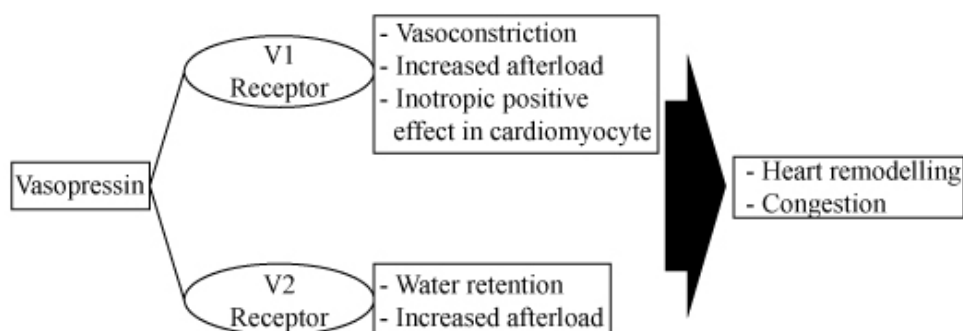 Vasopressin
V1
Receptor
- Vasoconstriction
- Increased afterload
- Inotropic positive
effect in cardiomyocyte
V2
Receptor
- Water retention
- Increased afterload
- Heart remodelling
- Congestion